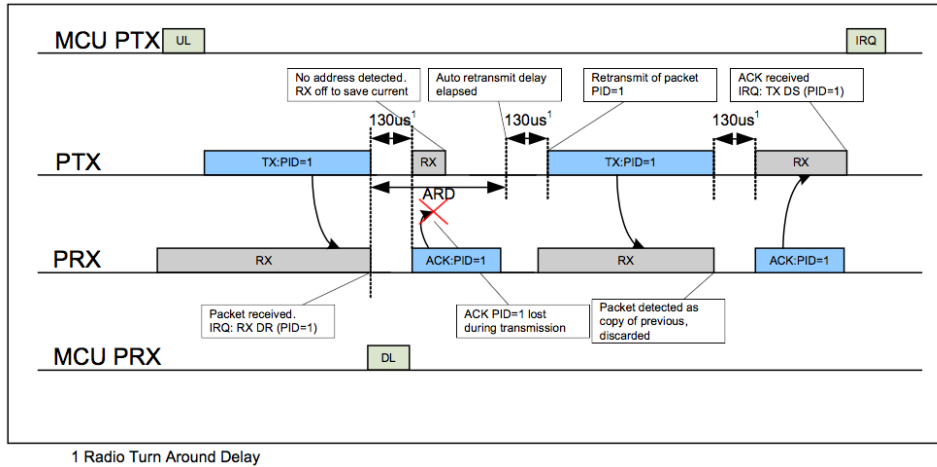 MCU PTX
UL
IRQ
No address detected.
RX off to save current
Auto retransmit delay
elapsed
Retransmit of packet
PID=1
ACK received
IRQ: TX DS (PID=1)
130us¹
130us¹
130us¹
PTX
TX:PID=1
RX
TX:PID=1
RX
ARD
PRX
RX
ACK:PID=1
RX
ACK:PID=1
Packet received.
IRQ: RX DR (PID=1)
ACK PID=1 lost
during transmission
Packet detected as
copy of previous,
discarded
MCU PRX
DL
1 Radio Turn Around Delay